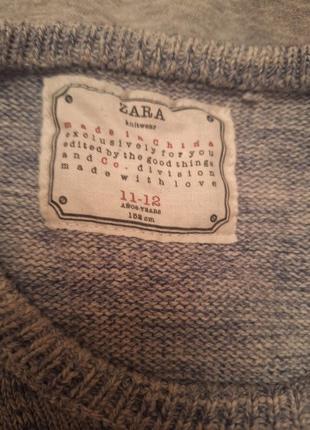 ZARA
knitwear
made in China
exclusively for you
edited by the good things
and Co. division
made with love
11-12
AÑOS-YEARS
152 cm